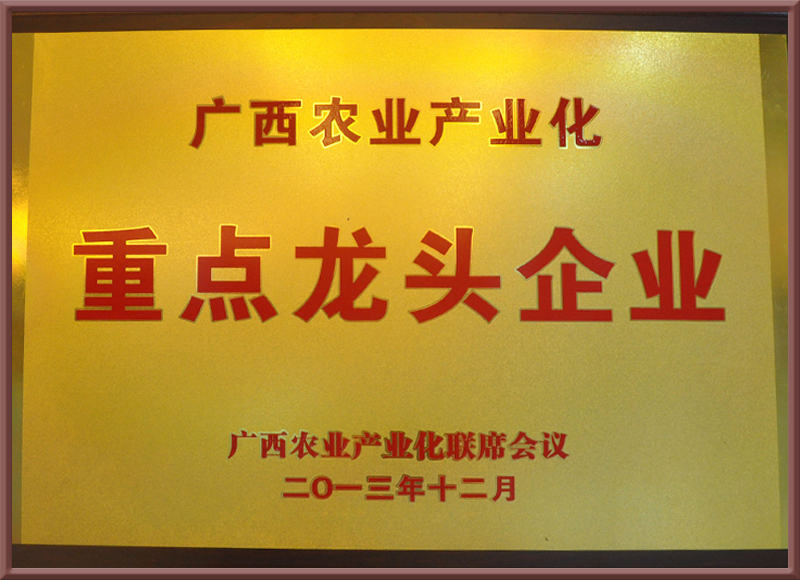 广西农业产业化
重点龙头企业
广西农业产业化联席会议
二〇一三年十二月